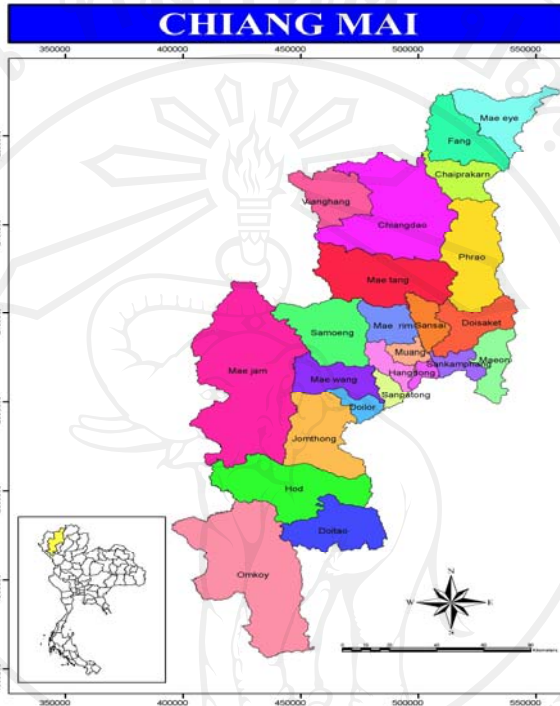 CHIANG MAI
350000 400000 450000 500000 550000
Mae eye
Fang
Chaiprakarn
Vianghang
Chiangdao
Phrao
Mae tang
Samoeng
Mae rim
Sansai
Doisaket
Mae jam
Muang
Maeon
Sankamphang
Hangdong
Mae wang
Sanpatong
Doilor
Jomthong
Hod
Doitao
Omkoy
N
W E
S
Kilometers
350000 400000 450000 500000 550000